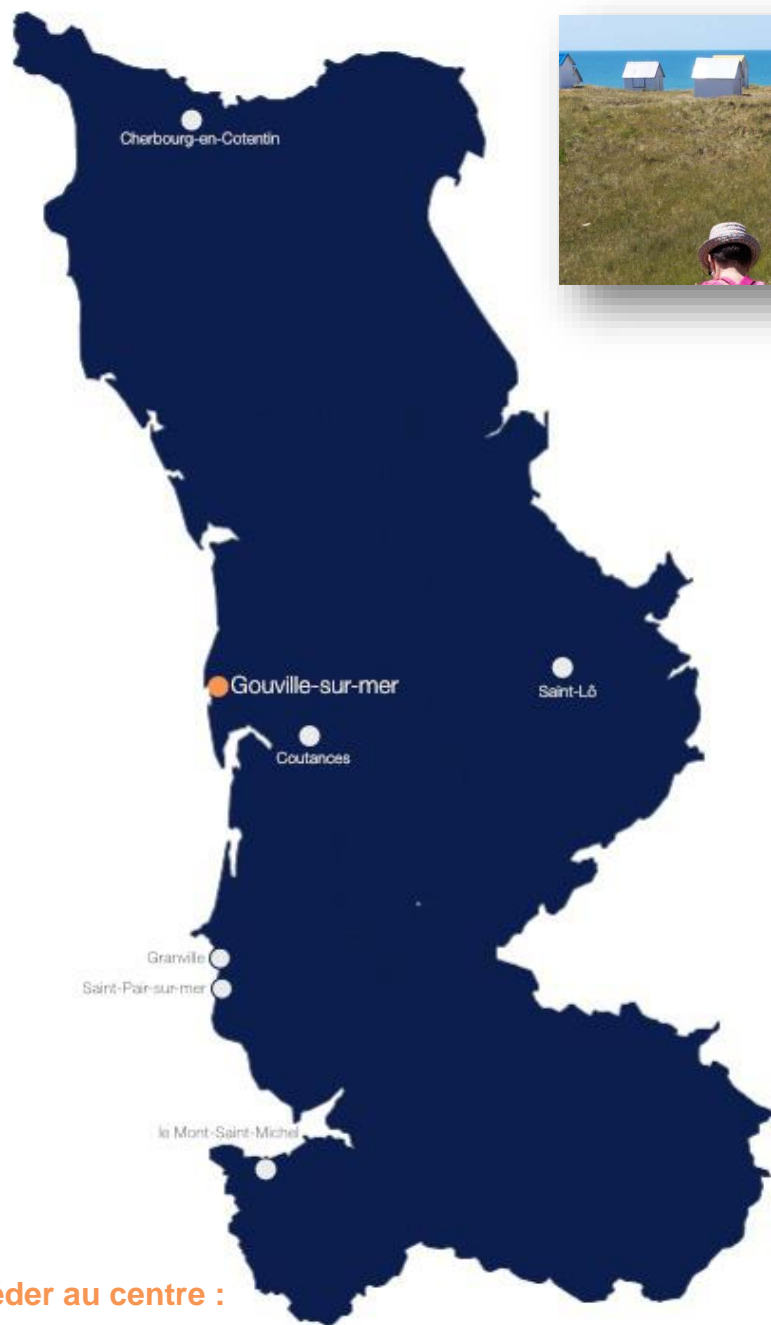 Cherbourg-en-Cotentin
Gouville-sur-mer
Saint-Lô
Coutances
Granville
Saint-Pair-sur-mer
le Mont-Saint-Michel
au centre :